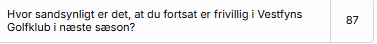 Hvor sandsynligt er det, at du fortsat er frivillig i Vestfyns
Golfklub i næste sæson?
87